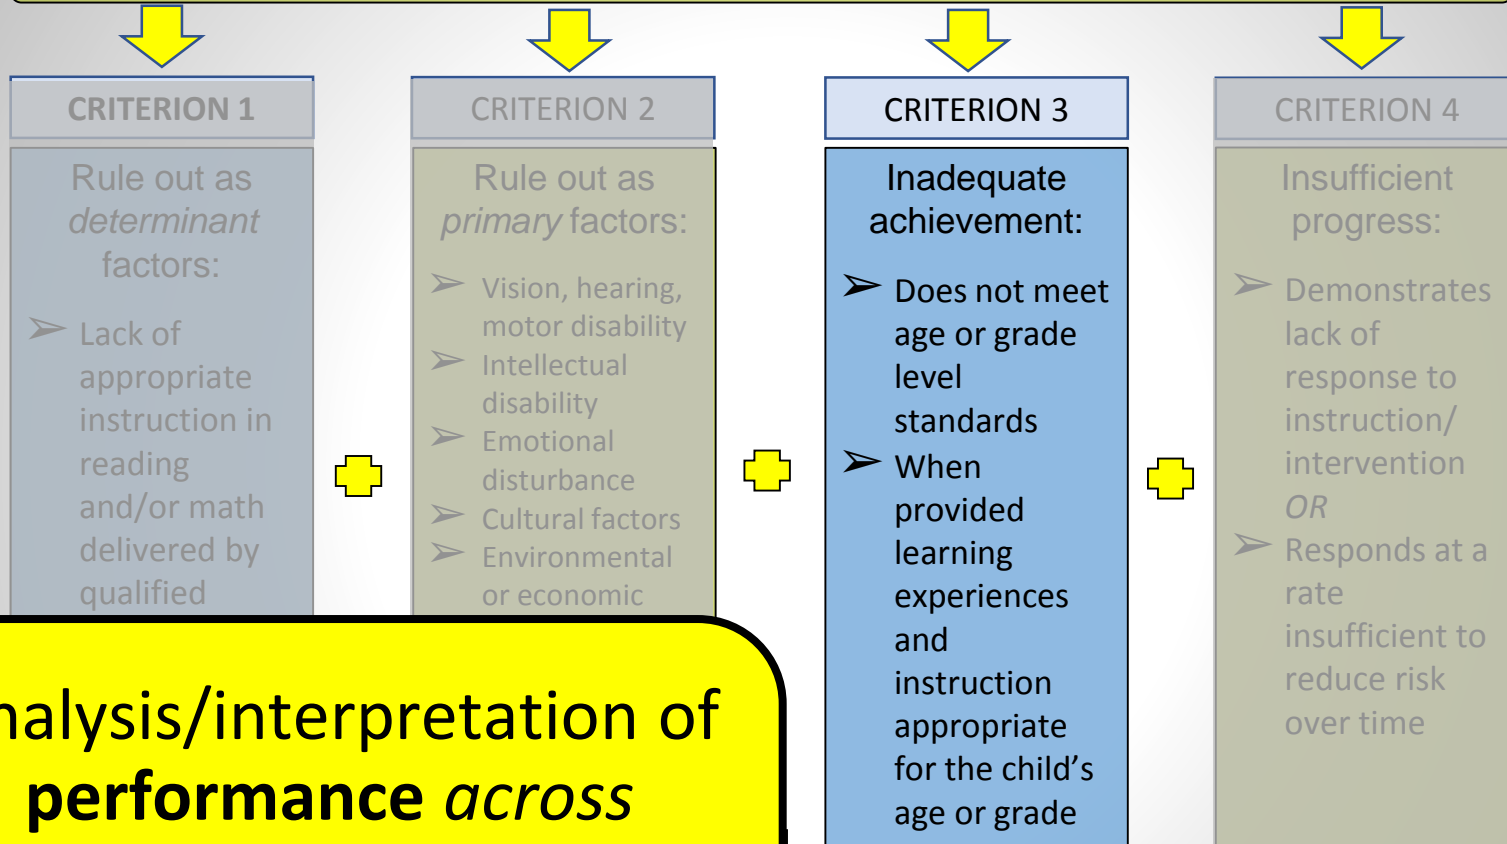 CRITERION 1
Rule out as
determinant
factors:
➢ Lack of
appropriate
instruction in
reading
and/or math
delivered by
qualified
CRITERION 2
Rule out as
primary factors:
➢ Vision, hearing,
motor disability
➢ Intellectual
disability
➢ Emotional
disturbance
➢ Cultural factors
➢ Environmental
or economic
CRITERION 3
Inadequate
achievement:
➢ Does not meet
age or grade
level
standards
➢ When
provided
learning
experiences
and
instruction
appropriate
for the child’s
age or grade
CRITERION 4
Insufficient
progress:
➢ Demonstrates
lack of
response to
instruction/
intervention
OR
➢ Responds at a
rate
insufficient to
reduce risk
over time
nalysis/interpretation of
performance across